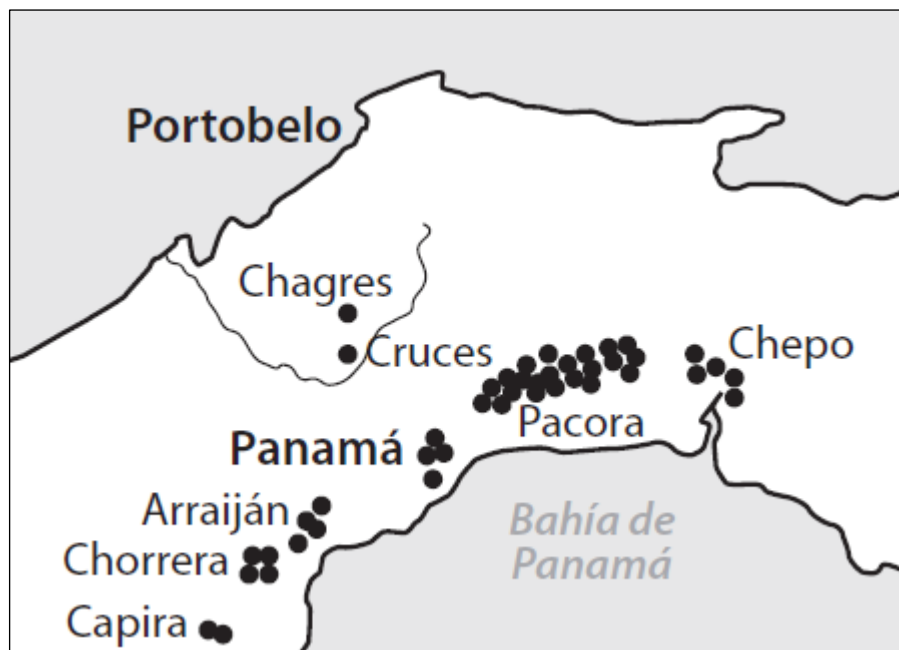 Portobelo
Chagres
Cruces
Chepo
Pacora
Panamá
Arraiján
Bahía de
Panamá
Chorrera
Capira